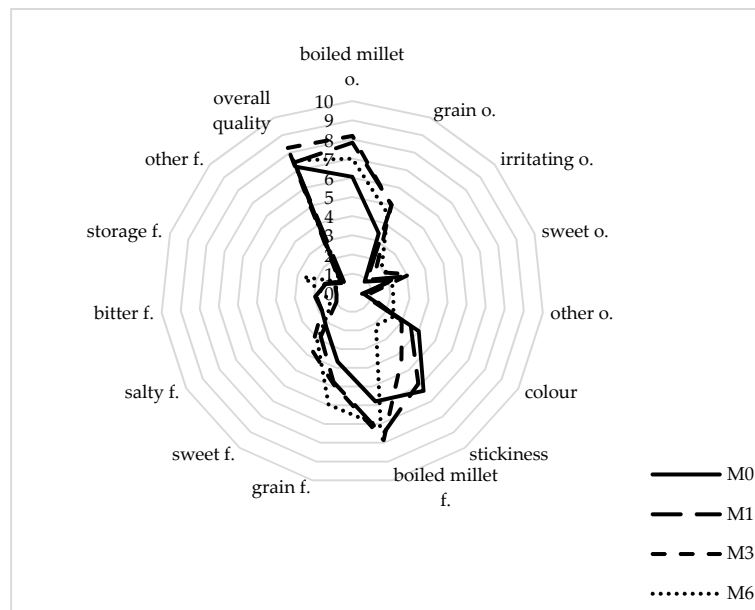 boiled millet
o.
grain o.
irritating o.
sweet o.
other o.
colour
stickiness
boiled millet
f.
grain f.
sweet f.
salty f.
bitter f.
storage f.
other f.
overall
quality
10
9
8
7
6
5
4
3
2
1
0
M0
M1
M3
M6